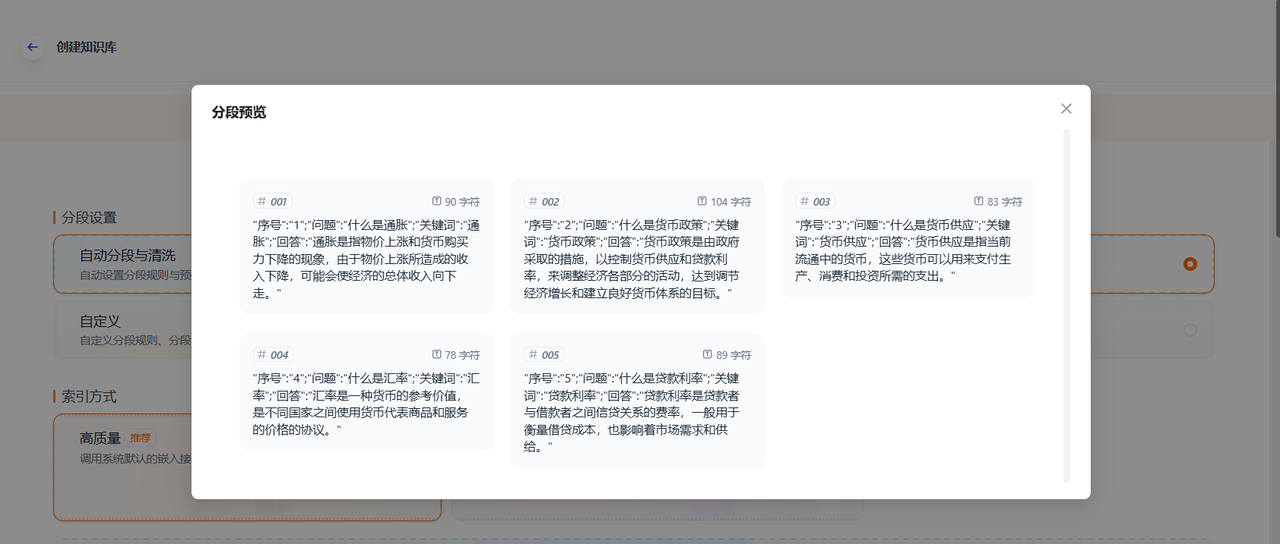 创建知识库
分段预览
# 001
90 字符
"序号":"1";"问题":"什么是通胀";"关键词":"通
胀";"回答":"通胀是指物价上涨和货币购买
力下降的现象，由于物价上涨所造成的收
入下降，可能会使经济的总体收入向下
走。"
# 002
104 字符
"序号":"2";"问题":"什么是货币政策";"关键
词":"货币政策";"回答":"货币政策是由政府
采取的措施，以控制货币供应和贷款利
率，来调整经济各部分的活动，达到调节
经济增长和建立良好货币体系的目标。"
# 003
83 字符
"序号":"3";"问题":"什么是货币供应";"关键
词":"货币供应";"回答":"货币供应是指当前
流通中的货币，这些货币可以用来支付生
产、消费和投资所需的支出。"
# 004
78 字符
"序号":"4";"问题":"什么是汇率";"关键词":"汇
率";"回答":"汇率是一种货币的参考价值，
是不同国家之间使用货币代表商品和服务
的价格的协议。"
# 005
89 字符
"序号":"5";"问题":"什么是贷款利率";"关键
词":"贷款利率";"回答":"贷款利率是贷款者
与借款者之间信贷关系的费率，一般用于
衡量借贷成本，也影响着市场需求和供
给。"
分段设置
自动分段与清洗
自动设置分段规则与预
自定义
自定义分段规则、分段
索引方式
高质量 推荐
调用系统默认的嵌入接